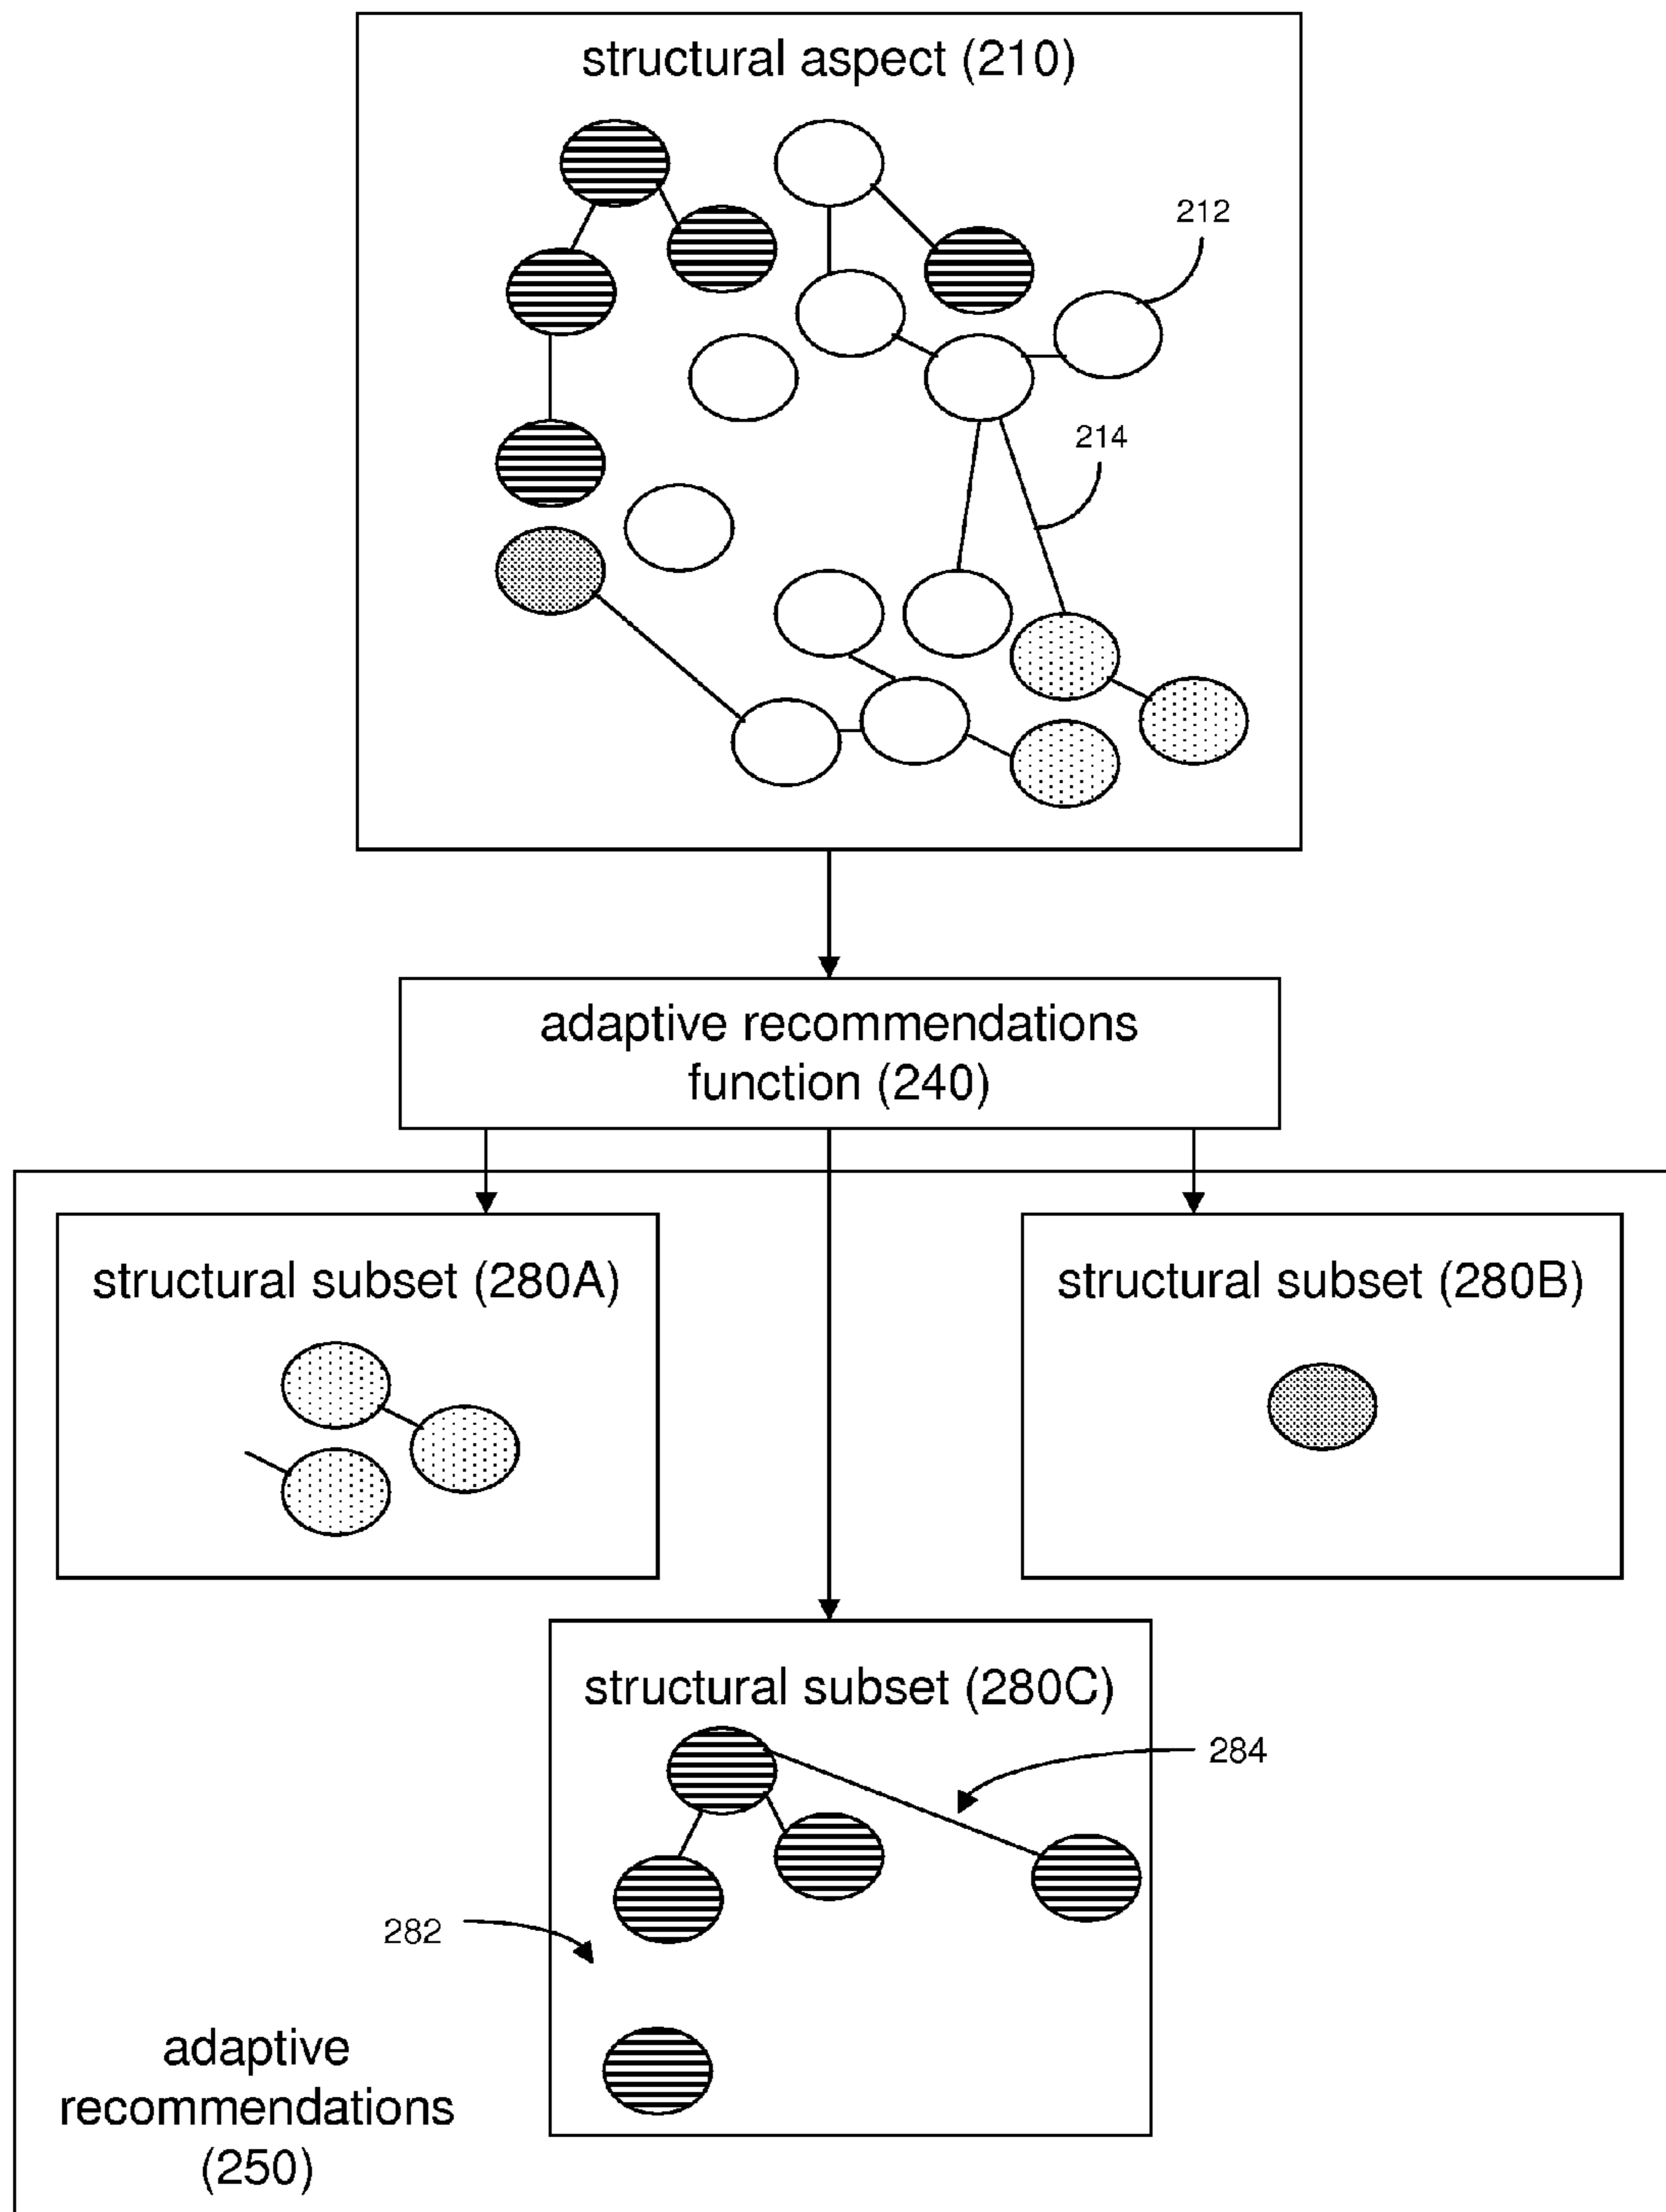 structural aspect (210)
212
214
adaptive recommendations
function (240)
structural subset (280A)
structural subset (280B)
structural subset (280C)
284
282
adaptive
recommendations
(250)